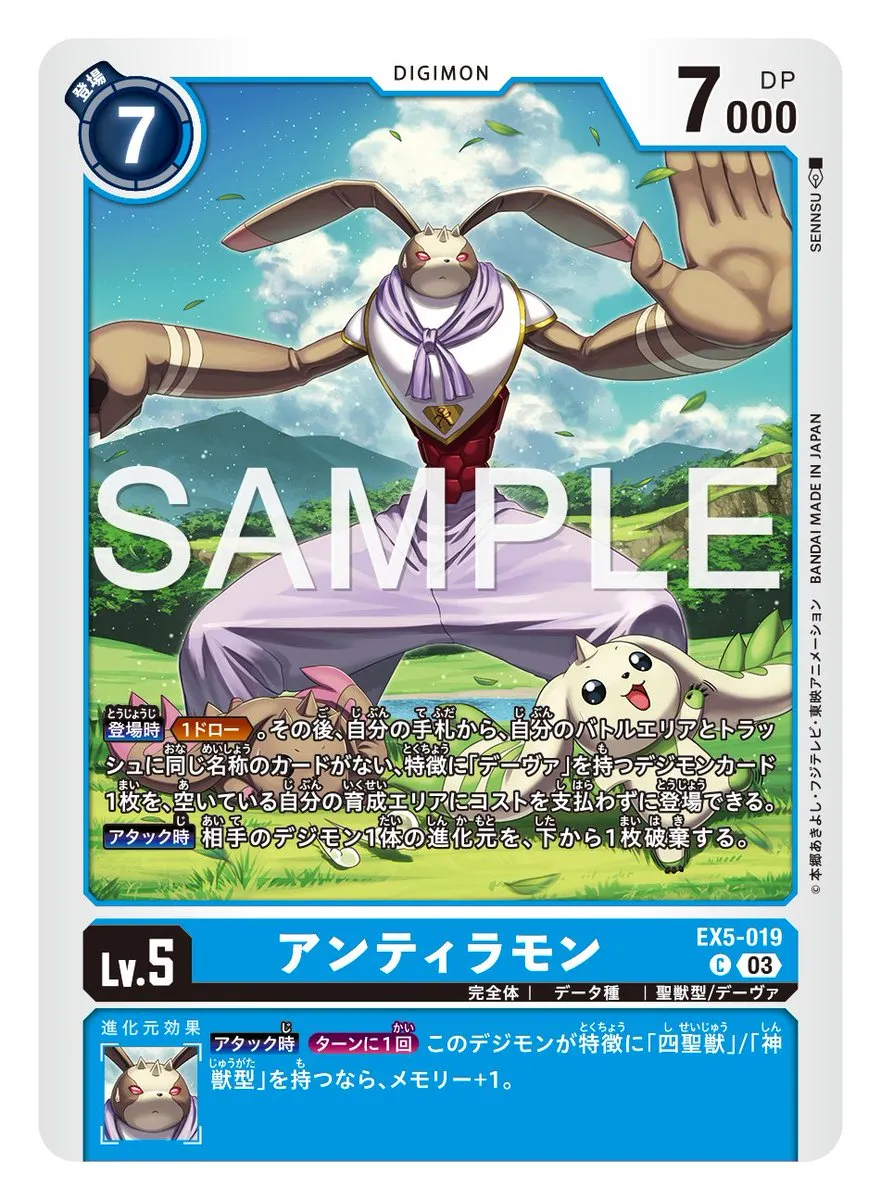 DIGIMON
登場
7
7000
DP
SENNSU
BANDAI MADE IN JAPAN
© 本郷あきよし・フジテレビ・東映アニメーション
SAMPLE
登場時 1ドロー。その後、自分の手札から、自分のバトルエリアとトラッ
シュに同じ名称のカードがない、特徴に「デーヴァ」を持つデジモンカード
1枚を、空いている自分の育成エリアにコストを支払わずに登場できる。
アタック時 相手のデジモン1体の進化元を、下から1枚破棄する。
Lv.5
アンティラモン
EX5-019
C 03
完全体 | データ種 | 聖獣型/デーヴァ
進化元効果
アタック時 ターンに1回 このデジモンが特徴に「四聖獣」/「神
獣型」を持つなら、メモリー+1。